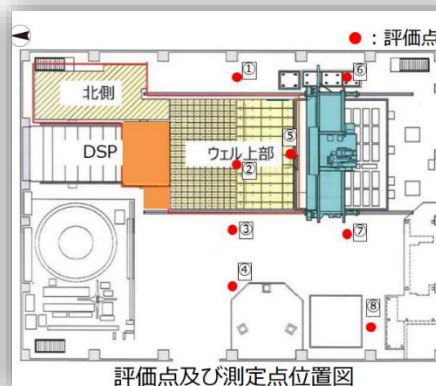 ● : 評価点
①
⑥
北側
DSP
ウェル上部
⑤
②
③
⑦
④
⑧
評価点及び測定点位置図